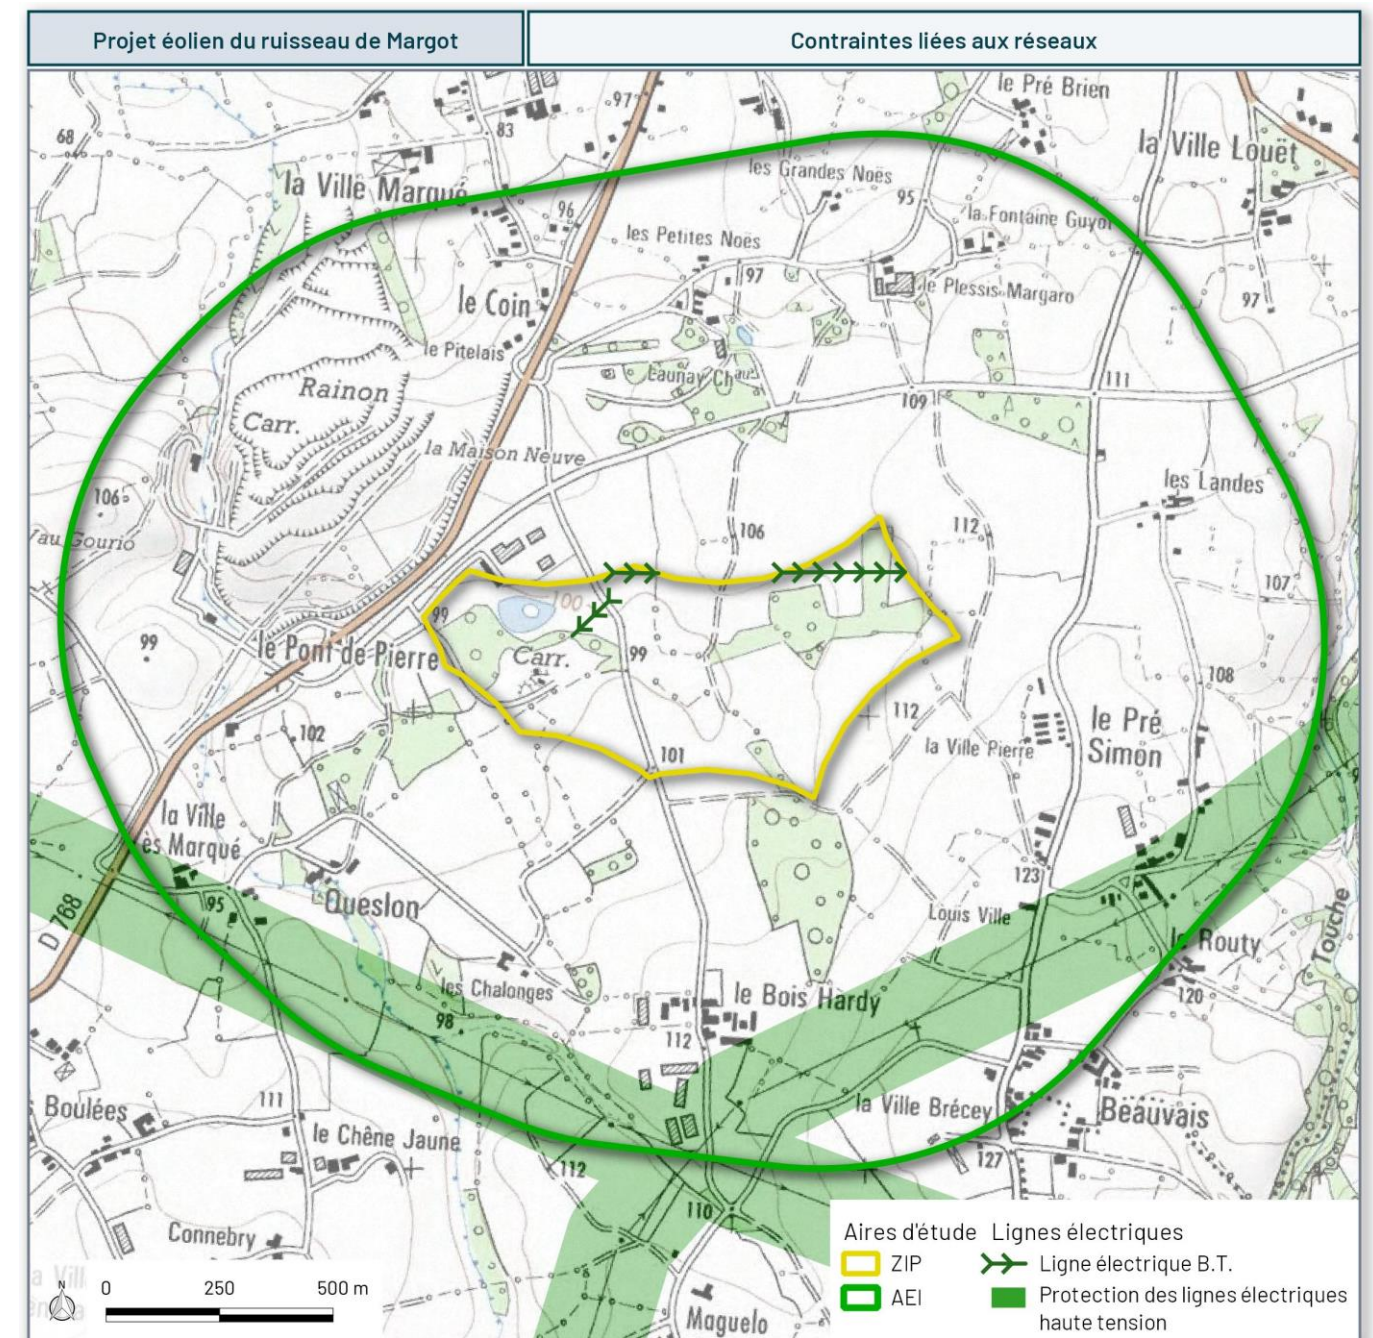 Projet éolien du ruisseau de Margot
Contraintes liées aux réseaux
le Pré Brien
97
68
83
la Ville Louët
les Grandes Noës
la Ville Marqué
95
96
la Fontaine Guyot
les Petites Noës
97
le Plessis-Margaro
97
le Coin
le Pitelais
Launay Chau
111
Rainon
109
Carr.
la Maison Neuve
les Landes
106
106
112
au Gourio
107
100
99
99
le Pont de Pierre
Carr.
99
108
112
102
le Pré
Simon
la Ville Pierre
101
la Ville
ès Marqué
123
95
Queslon
Louis Ville
D 768
Touche
le Routy
les Chalonges
le Bois Hardy
120
98
112
127
la Ville Brécey
Beauvais
Boulées
111
le Chêne Jaune
112
127
110
Connebry
Maguelo
N
0 250 500 m
Aires d'étude
ZIP
AEI
Lignes électriques
Ligne électrique B.T.
Protection des lignes électriques
haute tension